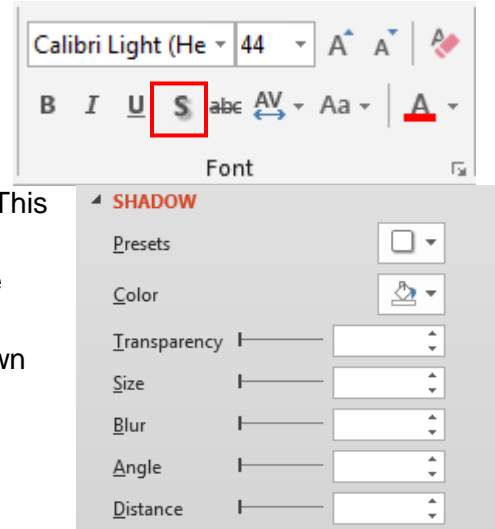 Calibri Light (He 44 A A
B I U S abc AV Aa A
Font
This
SHADOW
Presets
e
Color
wn
Transparency
Size
Blur
Angle
Distance